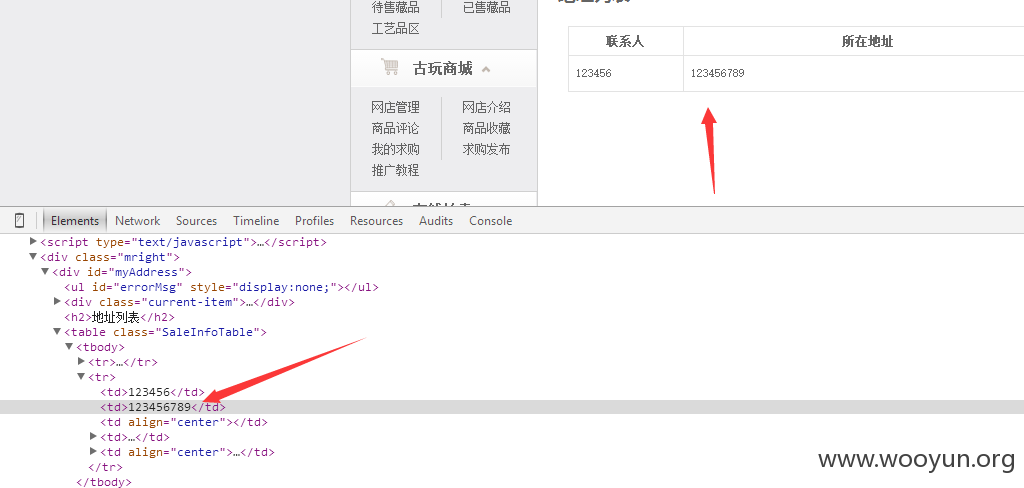 待售藏品 已售藏品
工艺品区
古玩商城
网店管理 网店介绍
商品评论 商品收藏
我的求购 求购发布
推广教程
联系人 所在地址
123456 123456789
Elements Network Sources Timeline Profiles Resources Audits Console
<script type="text/javascript">…</script>
<div class="mright">
<div id="myAddress">
<ul id="errorMsg" style="display:none;"></ul>
<div class="current-item">…</div>
<h2>地址列表</h2>
<table class="SaleInfoTable">
<tbody>
<tr>…</tr>
<tr>
<td>123456</td>
<td>123456789</td>
<td align="center"></td>
<td>…</td>
<td align="center">…</td>
</tr>
</tbody>
www.wooyun.org